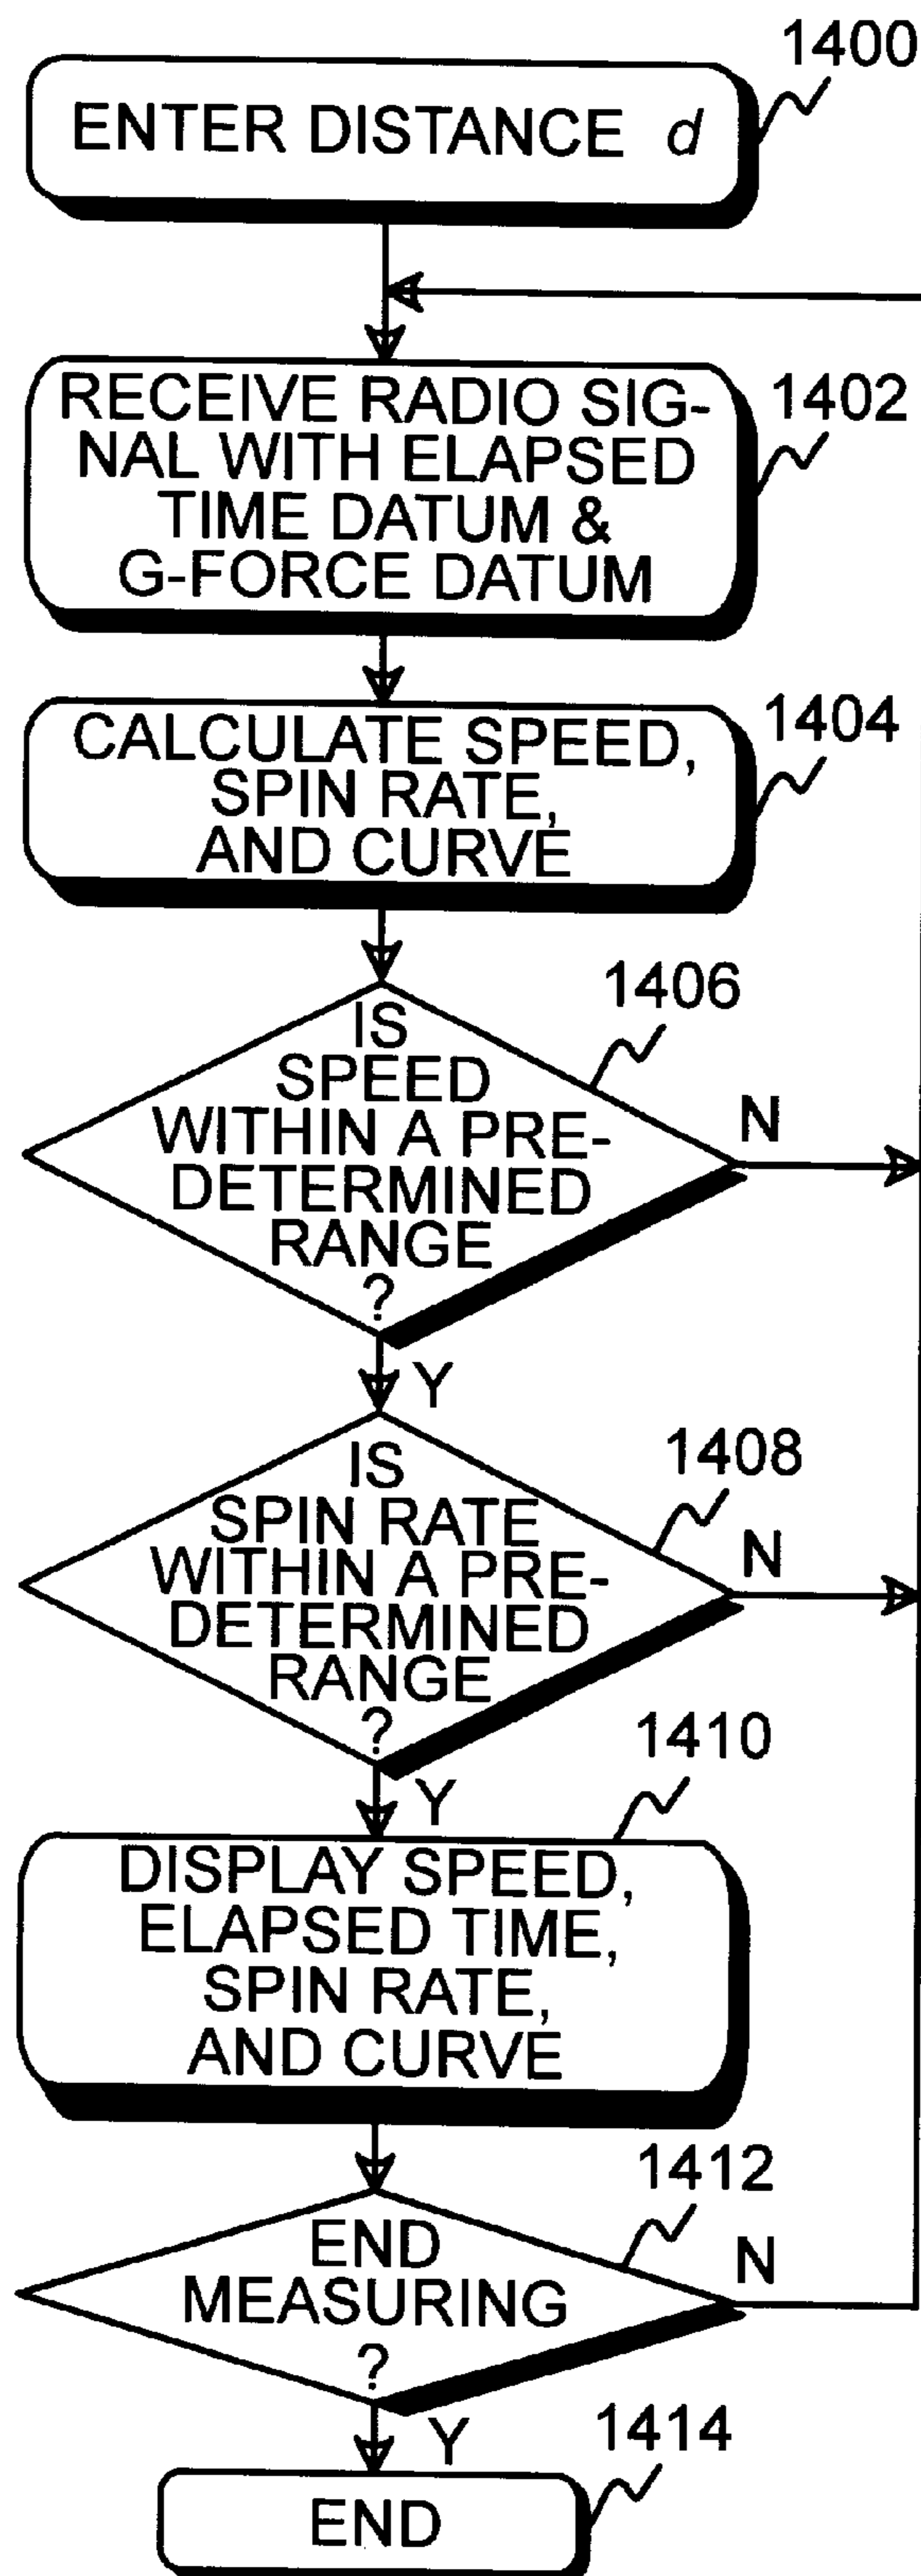 1400
ENTER DISTANCE d
RECEIVE RADIO SIG-
NAL WITH ELAPSED
TIME DATUM &
G-FORCE DATUM
1402
CALCULATE SPEED,
SPIN RATE,
AND CURVE
1404
1406
IS
SPEED
WITHIN A PRE-
DETERMINED
RANGE
?
N
Y
1408
IS
SPIN RATE
WITHIN A PRE-
DETERMINED
RANGE
?
N
Y
1410
DISPLAY SPEED,
ELAPSED TIME,
SPIN RATE,
AND CURVE
1412
END
MEASURING
?
N
Y
1414
END